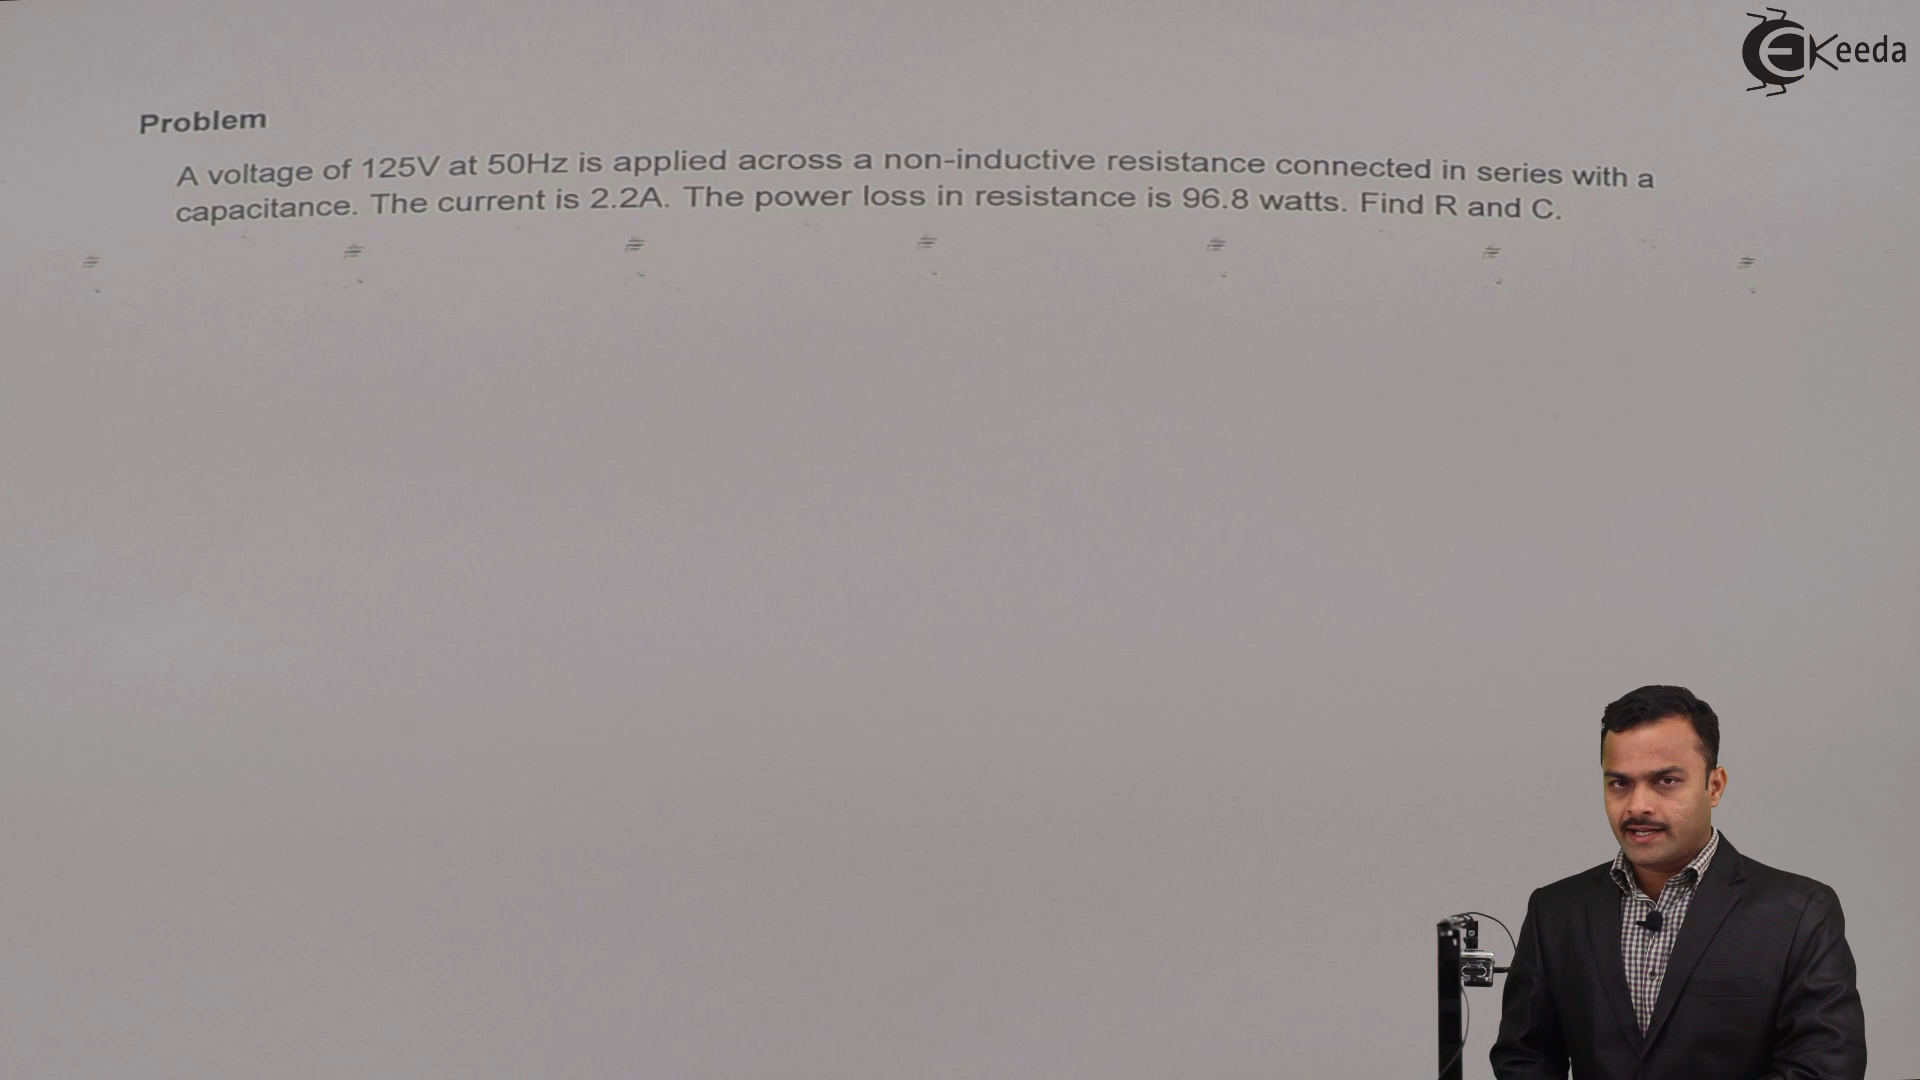 Keeda
Problem
A voltage of 125V at 50Hz is applied across a non-inductive resistance connected in series with a
capacitance. The current is 2.2A. The power loss in resistance is 96.8 watts. Find R and C.